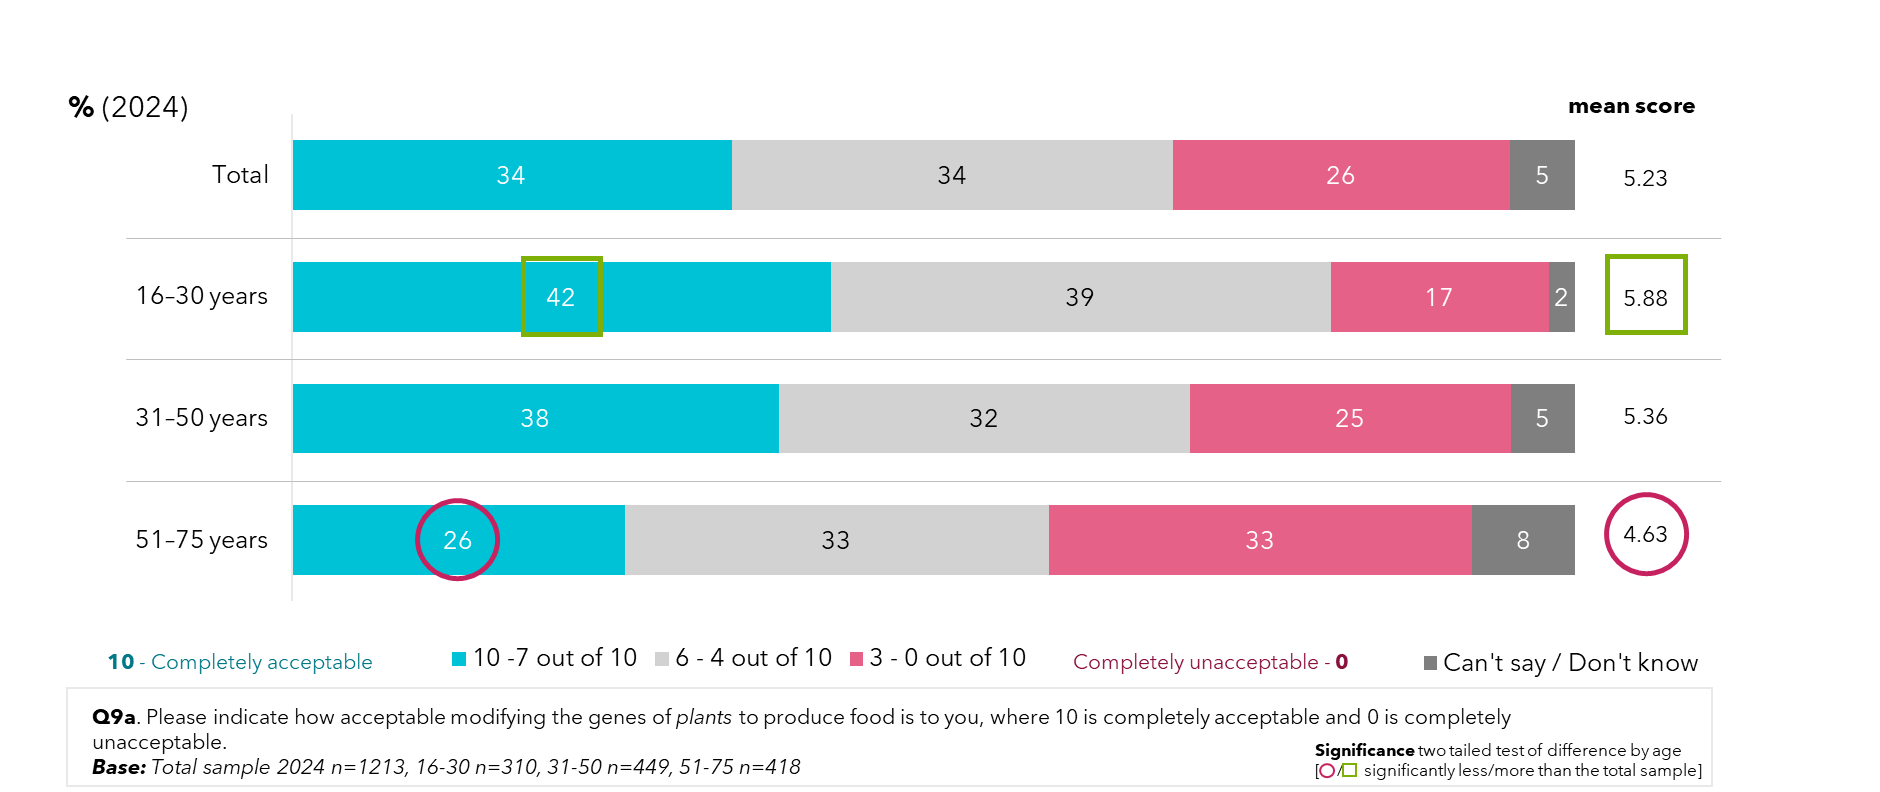 % (2024)
mean score
Total 34 34 26 5 5.23
16–30 years 42 39 17 2 5.88
31–50 years 38 32 25 5 5.36
51–75 years 26 33 33 8 4.63
10 - Completely acceptable
10 -7 out of 10
6 - 4 out of 10
3 - 0 out of 10
Completely unacceptable - 0
Can't say / Don't know
Q9a. Please indicate how acceptable modifying the genes of plants to produce food is to you, where 10 is completely acceptable and 0 is completely
unacceptable.
Base: Total sample 2024 n=1213, 16-30 n=310, 31-50 n=449, 51-75 n=418
Significance two tailed test of difference by age
[ / significantly less/more than the total sample]